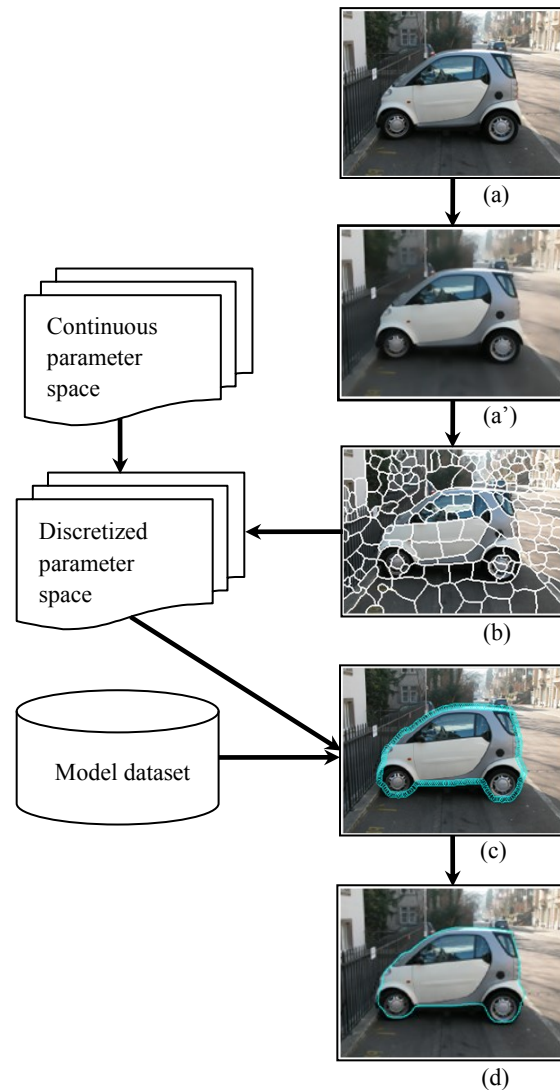 (a)
(a’)
Continuous
parameter
space
Discretized
parameter
space
(b)
Model dataset
(c)
(d)